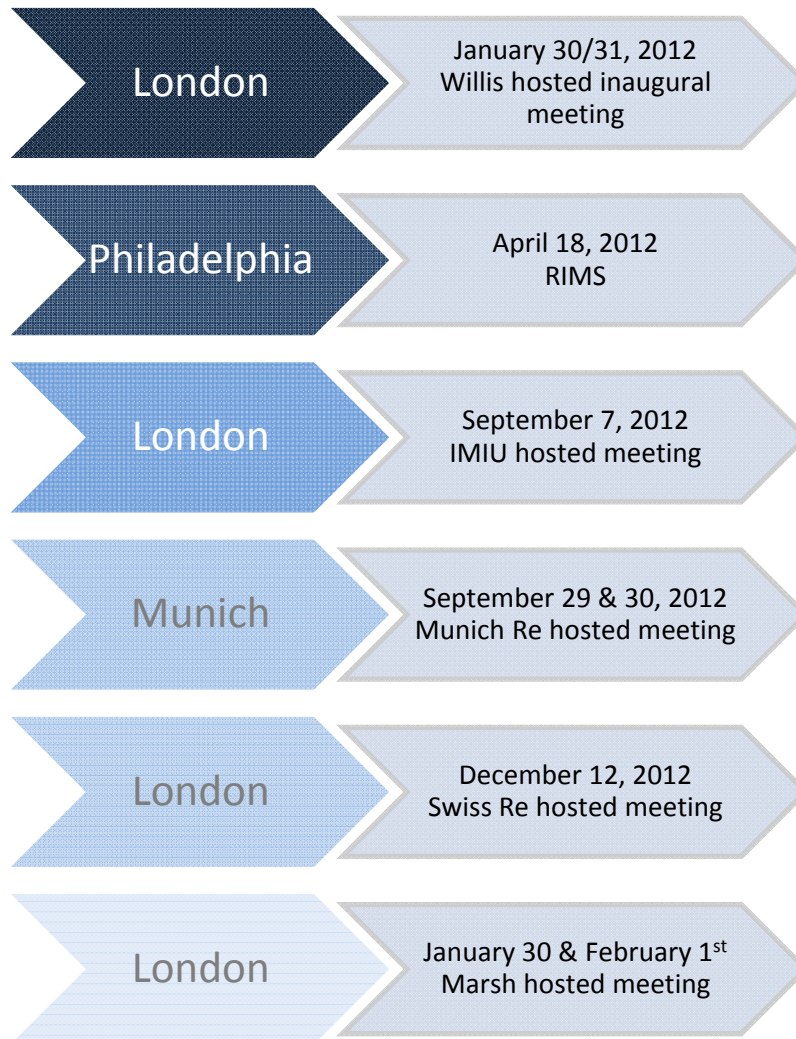 London
January 30/31, 2012
Willis hosted inaugural
meeting
Philadelphia
April 18, 2012
RIMS
London
September 7, 2012
IMIU hosted meeting
Munich
September 29 & 30, 2012
Munich Re hosted meeting
London
December 12, 2012
Swiss Re hosted meeting
London
January 30 & February 1st
Marsh hosted meeting